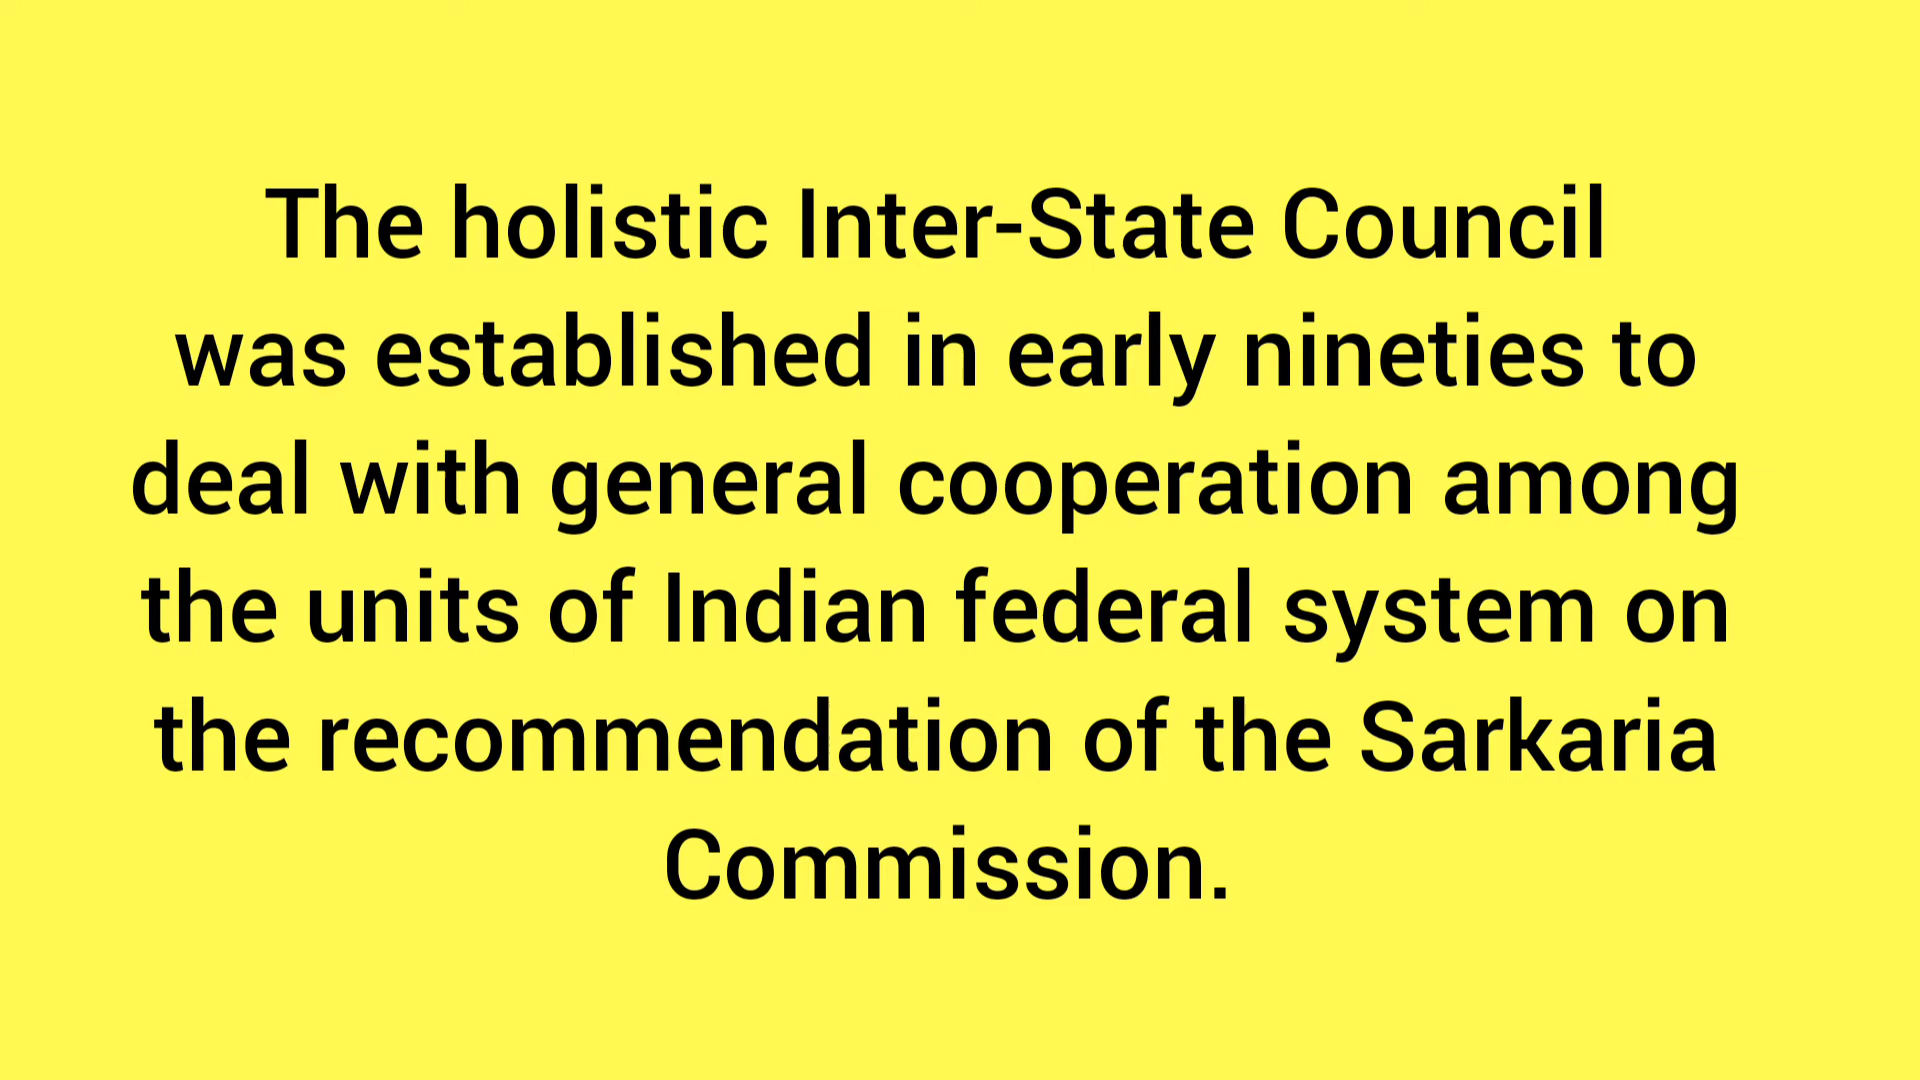 The holistic Inter-State Council
was established in early nineties to
deal with general cooperation among
the units of Indian federal system on
the recommendation of the Sarkaria
Commission.